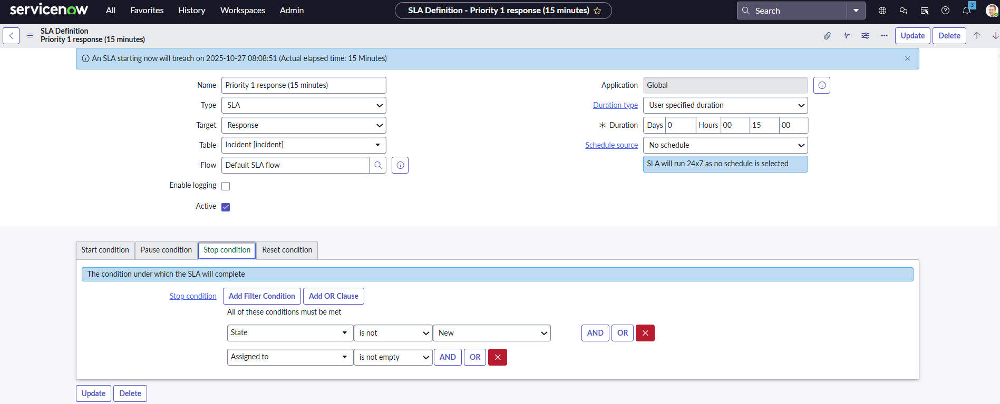 servicenow All Favorites History Workspaces Admin SLA Definition - Priority 1 response (15 minutes) Search 3
SLA Definition
Priority 1 response (15 minutes) Update Delete
An SLA starting now will breach on 2025-10-27 08:08:51 (Actual elapsed time: 15 Minutes)
Name Priority 1 response (15 minutes) Application Global
Type SLA Duration type User specified duration
Target Response Duration Days 0 Hours 00 15 00
Table Incident [incident] Schedule source No schedule
Flow Default SLA flow SLA will run 24x7 as no schedule is selected
Enable logging
Active
Start condition Pause condition Stop condition Reset condition
The condition under which the SLA will complete
Stop condition Add Filter Condition Add OR Clause
All of these conditions must be met
State is not New AND OR
Assigned to is not empty AND OR
Update Delete